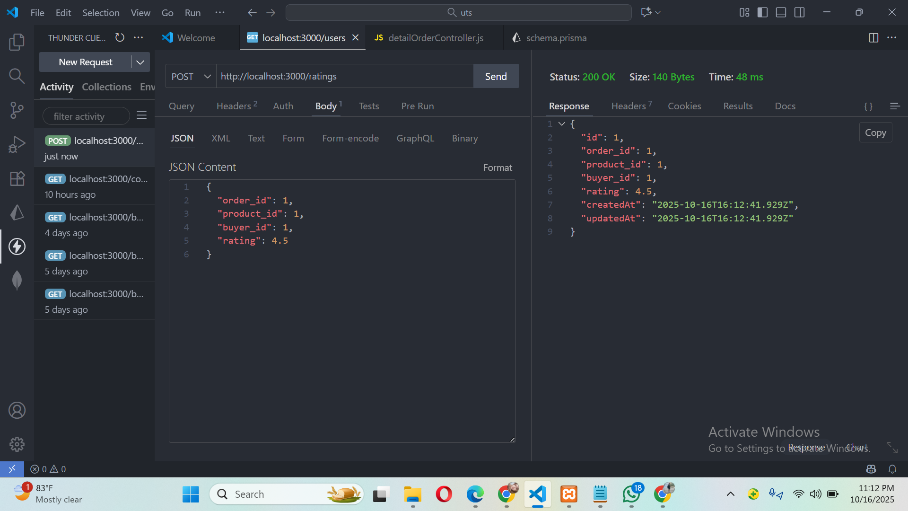 File Edit Selection View Go Run ... uts
THUNDER CLIE... Welcome localhost:3000/users detailOrderController.js schema.prisma
New Request
Activity Collections Env
filter activity
POST localhost:3000/...
just now
GET localhost:3000/co...
10 hours ago
GET localhost:3000/b...
4 days ago
GET localhost:3000/b...
5 days ago
GET localhost:3000/b...
5 days ago
POST http://localhost:3000/ratings Send
Query Headers 2 Auth Body 1 Tests Pre Run
JSON XML Text Form Form-encode GraphQL Binary
JSON Content Format
1 {
2 "order_id": 1,
3 "product_id": 1,
4 "buyer_id": 1,
5 "rating": 4.5
6 }
Status: 200 OK Size: 140 Bytes Time: 48 ms
Response Headers 7 Cookies Results Docs { }
Copy
1 {
2 "id": 1,
3 "order_id": 1,
4 "product_id": 1,
5 "buyer_id": 1,
6 "rating": 4.5,
7 "createdAt": "2025-10-16T16:12:41.929Z",
8 "updatedAt": "2025-10-16T16:12:41.929Z"
9 }
Activate Windows
Go to Settings to Activate Windows.
Response Chart
0 0
1 83°F
Mostly clear
Search
18
11:12 PM
10/16/2025